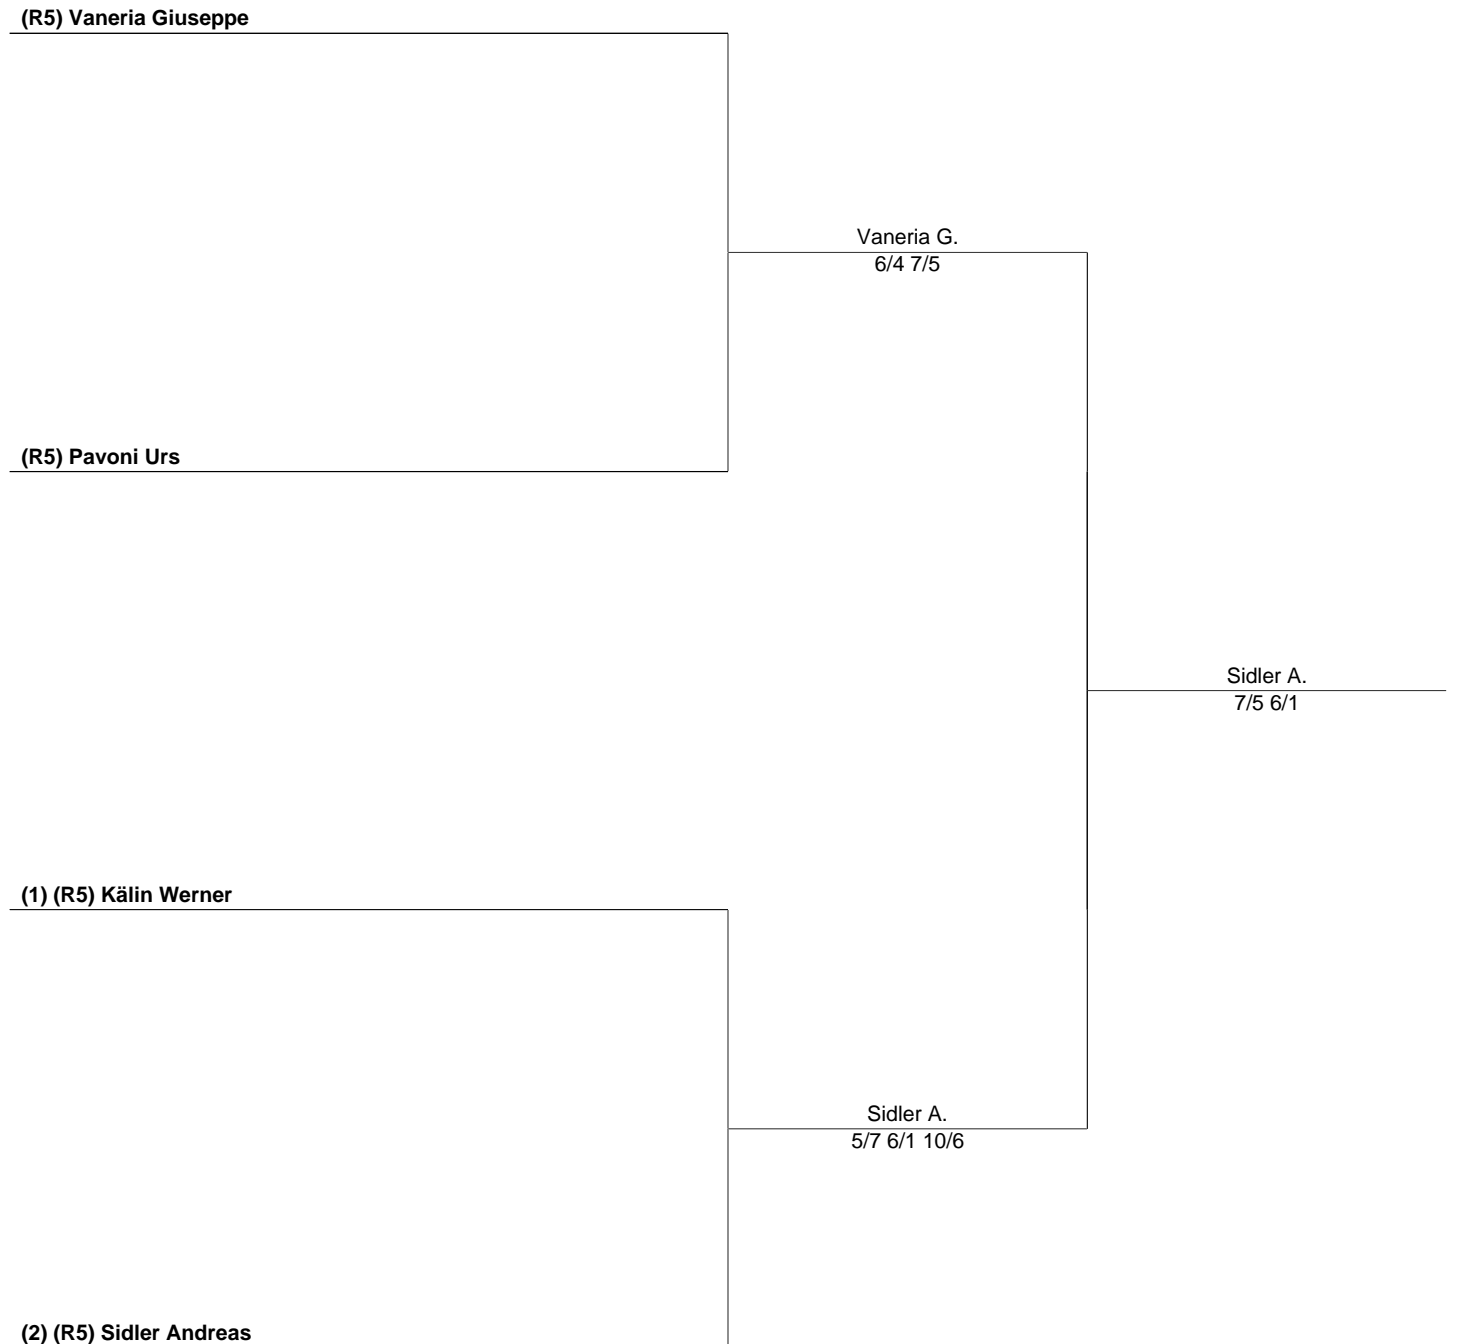 (R5) Vaneria Giuseppe
Vaneria G.
6/4 7/5
(R5) Pavoni Urs
Sidler A.
7/5 6/1
(1) (R5) Kälin Werner
Sidler A.
5/7 6/1 10/6
(2) (R5) Sidler Andreas